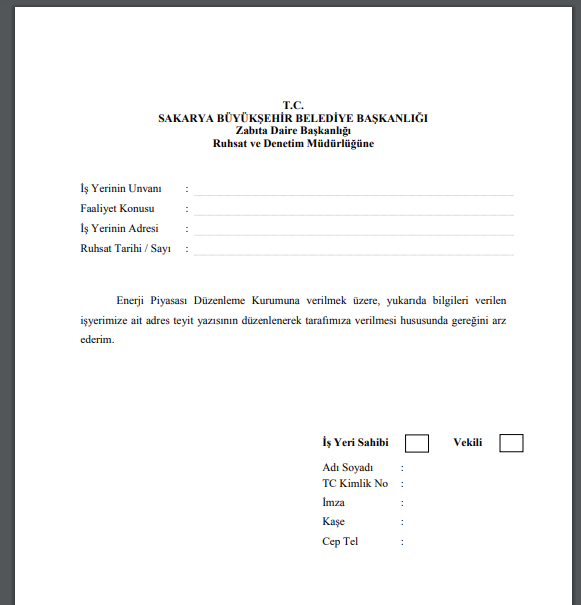 T.C.
SAKARYA BÜYÜKŞEHİR BELEDİYE BAŞKANLIĞI
Zabıta Daire Başkanlığı
Ruhsat ve Denetim Müdürlüğüne
İş Yerinin Unvanı :
Faaliyet Konusu :
İş Yerinin Adresi :
Ruhsat Tarihi / Sayı :
Enerji Piyasası Düzenleme Kurumuna verilmek üzere, yukarıda bilgileri verilen
işyerimize ait adres teyit yazısının düzenlenerek tarafımıza verilmesi hususunda gereğini arz
ederim.
İş Yeri Sahibi Vekili
Adı Soyadı :
TC Kimlik No :
İmza :
Kaşe :
Cep Tel :